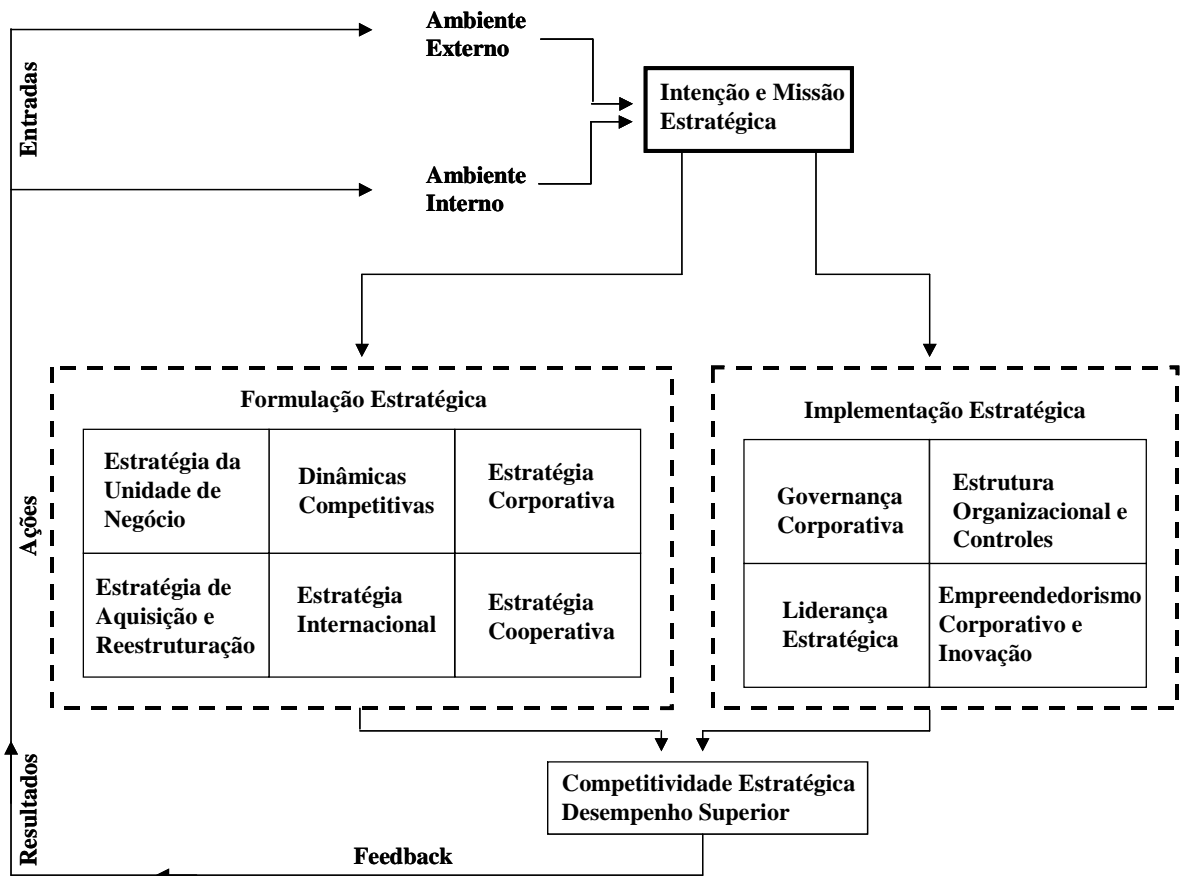 Ambiente
Externo
Entradas
Intenção e Missão
Estratégica
Ambiente
Interno
Formulação Estratégica
Estratégia da
Unidade de
Negócio
Dinâmicas
Competitivas
Estratégia
Corporativa
Estratégia de
Aquisição e
Reestruturação
Estratégia
Internacional
Estratégia
Cooperativa
Implementação Estratégica
Governança
Corporativa
Estrutura
Organizacional e
Controles
Liderança
Estratégica
Empreendedorismo
Corporativo e
Inovação
Ações
Competitividade Estratégica
Desempenho Superior
Resultados
Feedback